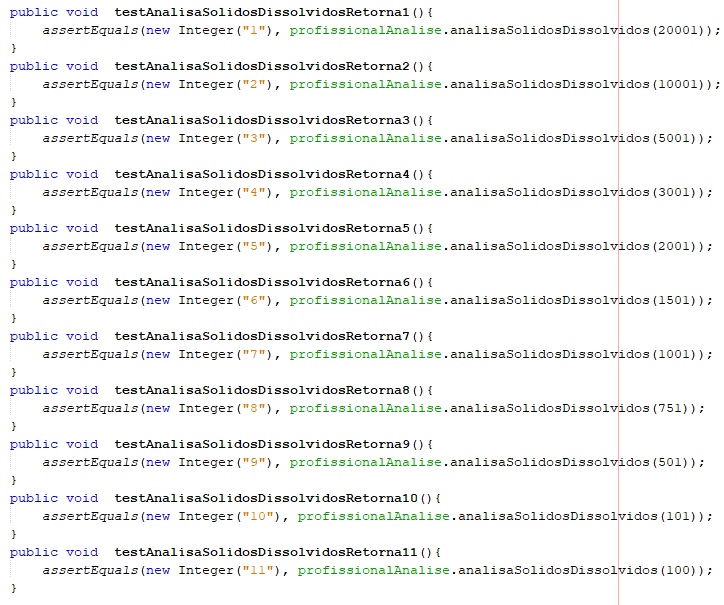 public void  testAnalisaSolidosDissolvidosRetorna1(){
    assertEquals(new Integer("1"), profissionalAnalise.analisaSolidosDissolvidos(20001));
}
public void  testAnalisaSolidosDissolvidosRetorna2(){
    assertEquals(new Integer("2"), profissionalAnalise.analisaSolidosDissolvidos(10001));
}
public void  testAnalisaSolidosDissolvidosRetorna3(){
    assertEquals(new Integer("3"), profissionalAnalise.analisaSolidosDissolvidos(5001));
}
public void  testAnalisaSolidosDissolvidosRetorna4(){
    assertEquals(new Integer("4"), profissionalAnalise.analisaSolidosDissolvidos(3001));
}
public void  testAnalisaSolidosDissolvidosRetorna5(){
    assertEquals(new Integer("5"), profissionalAnalise.analisaSolidosDissolvidos(2001));
}
public void  testAnalisaSolidosDissolvidosRetorna6(){
    assertEquals(new Integer("6"), profissionalAnalise.analisaSolidosDissolvidos(1501));
}
public void  testAnalisaSolidosDissolvidosRetorna7(){
    assertEquals(new Integer("7"), profissionalAnalise.analisaSolidosDissolvidos(1001));
}
public void  testAnalisaSolidosDissolvidosRetorna8(){
    assertEquals(new Integer("8"), profissionalAnalise.analisaSolidosDissolvidos(751));
}
public void  testAnalisaSolidosDissolvidosRetorna9(){
    assertEquals(new Integer("9"), profissionalAnalise.analisaSolidosDissolvidos(501));
}
public void  testAnalisaSolidosDissolvidosRetorna10(){
    assertEquals(new Integer("10"), profissionalAnalise.analisaSolidosDissolvidos(101));
}
public void  testAnalisaSolidosDissolvidosRetorna11(){
    assertEquals(new Integer("11"), profissionalAnalise.analisaSolidosDissolvidos(100));
}